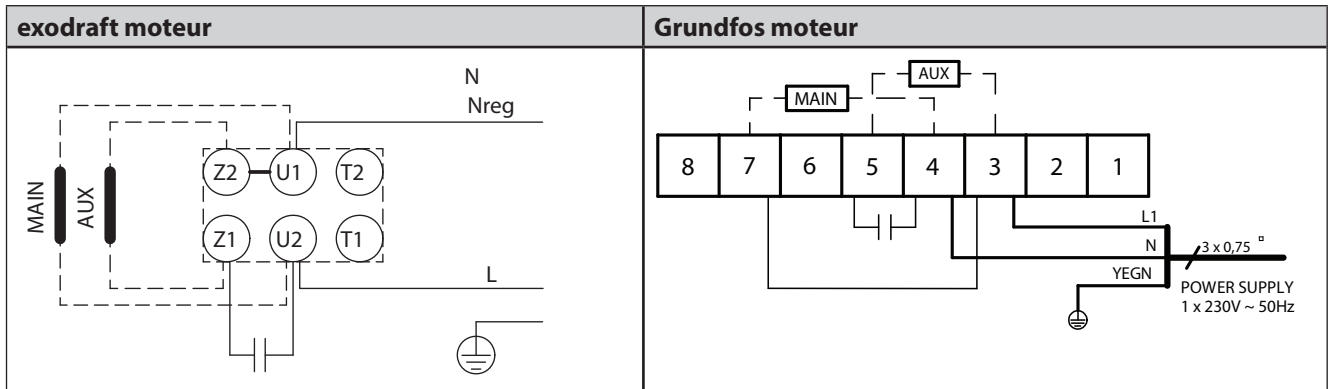 exodraft moteur
Grundfos moteur
N
Nreg
MAIN
AUX
Z2
U1
T2
Z1
U2
T1
L
AUX
MAIN
8 7 6 5 4 3 2 1
L1
N
3 x 0,75 □
YEGN
POWER SUPPLY
1 x 230V ~ 50Hz